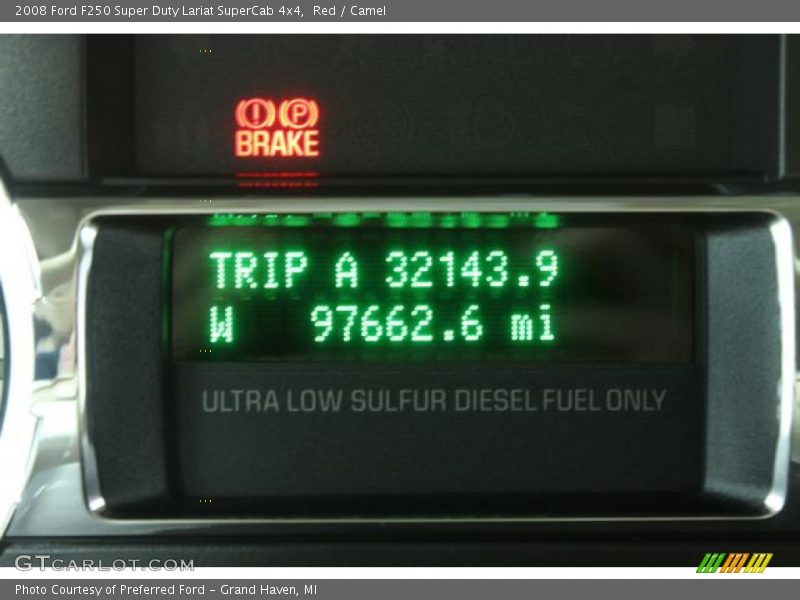 2008 Ford F250 Super Duty Lariat SuperCab 4x4,  Red / Camel
BRAKE
TRIP A 32143.9
W 97662.6 mi
ULTRA LOW SULFUR DIESEL FUEL ONLY
GTCARLOT.COM
Photo Courtesy of Preferred Ford – Grand Haven, MI